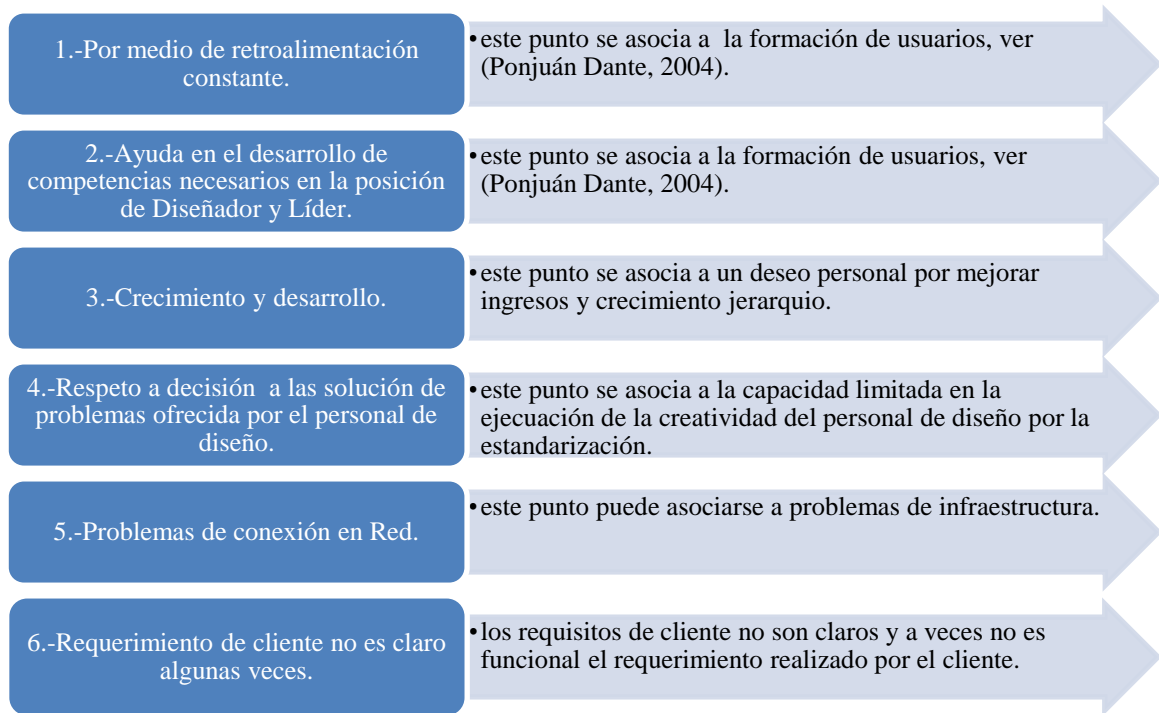 1.-Por medio de retroalimentación
constante.
•este punto se asocia a  la formación de usuarios, ver
(Ponjuán Dante, 2004).
2.-Ayuda en el desarrollo de
competencias necesarios en la posición
de Diseñador y Líder.
•este punto se asocia a la formación de usuarios, ver
(Ponjuán Dante, 2004).
3.-Crecimiento y desarrollo.
•este punto se asocia a un deseo personal por mejorar
ingresos y crecimiento jerarquio.
4.-Respeto a decisión  a las solución de
problemas ofrecida por el personal de
diseño.
•este punto se asocia a la capacidad limitada en la
ejecuación de la creatividad del personal de diseño por la
estandarización.
5.-Problemas de conexión en Red.
•este punto puede asociarse a problemas de infraestructura.
6.-Requerimiento de cliente no es claro
algunas veces.
•los requisitos de cliente no son claros y a veces no es
funcional el requerimiento realizado por el cliente.